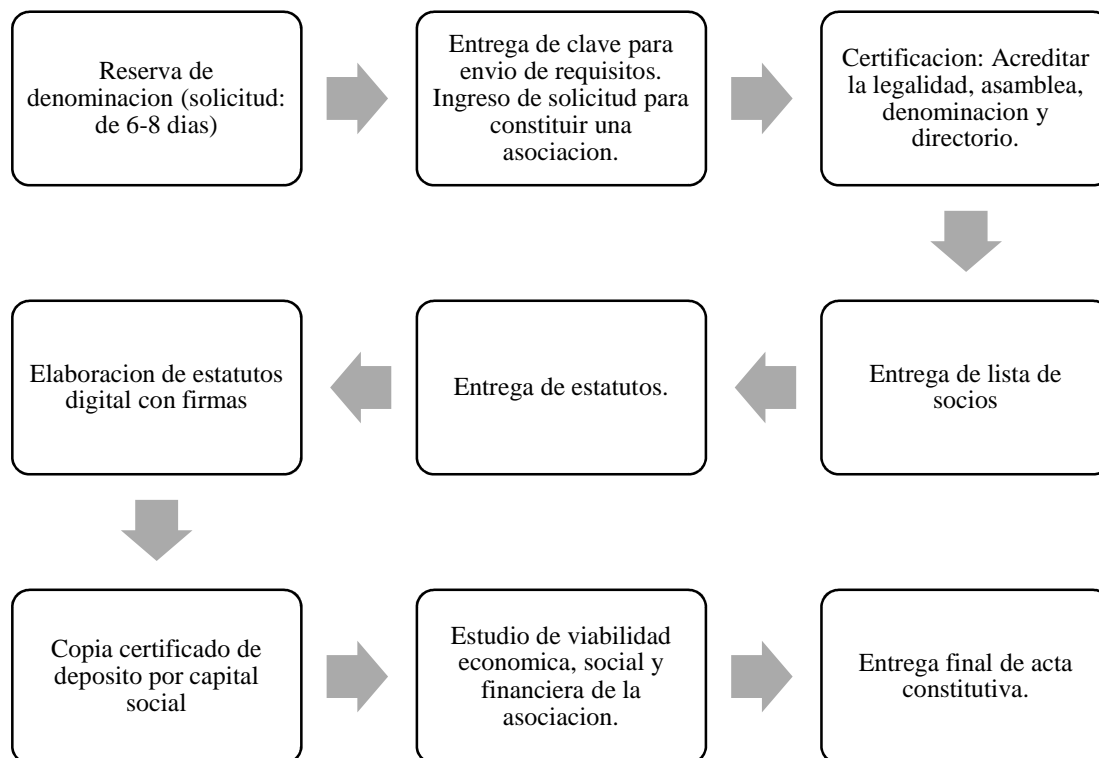 Reserva de
denominacion (solicitud:
de 6-8 dias)
Entrega de clave para
envio de requisitos.
Ingreso de solicitud para
constituir una
asociacion.
Certificacion: Acreditar
la legalidad, asamblea,
denominacion y
directorio.
Entrega de lista de
socios
Entrega de estatutos.
Elaboracion de estatutos
digital con firmas
Copia certificado de
deposito por capital
social
Estudio de viabilidad
economica, social y
financiera de la
asociacion.
Entrega final de acta
constitutiva.